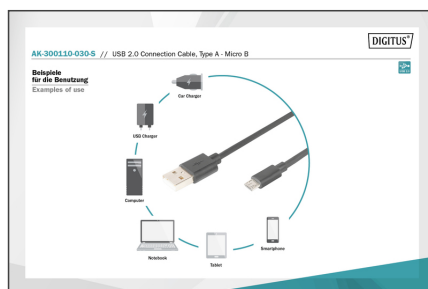 DIGITUS®
AK-300110-030-S // USB 2.0 Connection Cable, Type A - Micro B
Beispiele
für die Benutzung
Examples of use
Car Charger
USB Charger
Computer
Notebook
Tablet
Smartphone